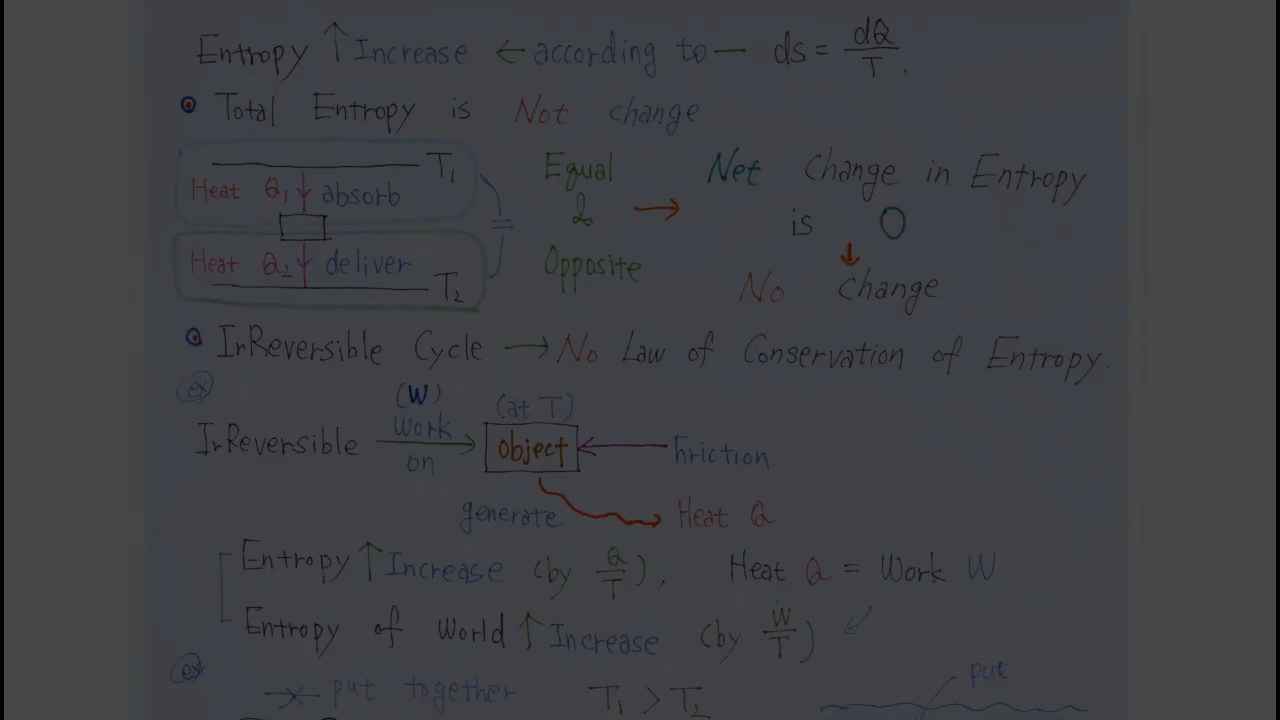 Entropy ↑ Increase ← according to — ds = dQ/T.
Total Entropy is Not change
T1
Heat Q1 ↓ absorb
Heat Q2 ↓ deliver
T2
=
Equal
&
Opposite
→ Net Change in Entropy
is 0
↓
No change
IrReversible Cycle → No Law of Conservation of Entropy.
ex
(W)
(at T)
IrReversible work on → object ← friction
generate Heat Q
Entropy ↑ Increase (by Q/T), Heat Q = Work W
Entropy of World ↑ Increase (by W/T)
ex
put
put together T1 > T2